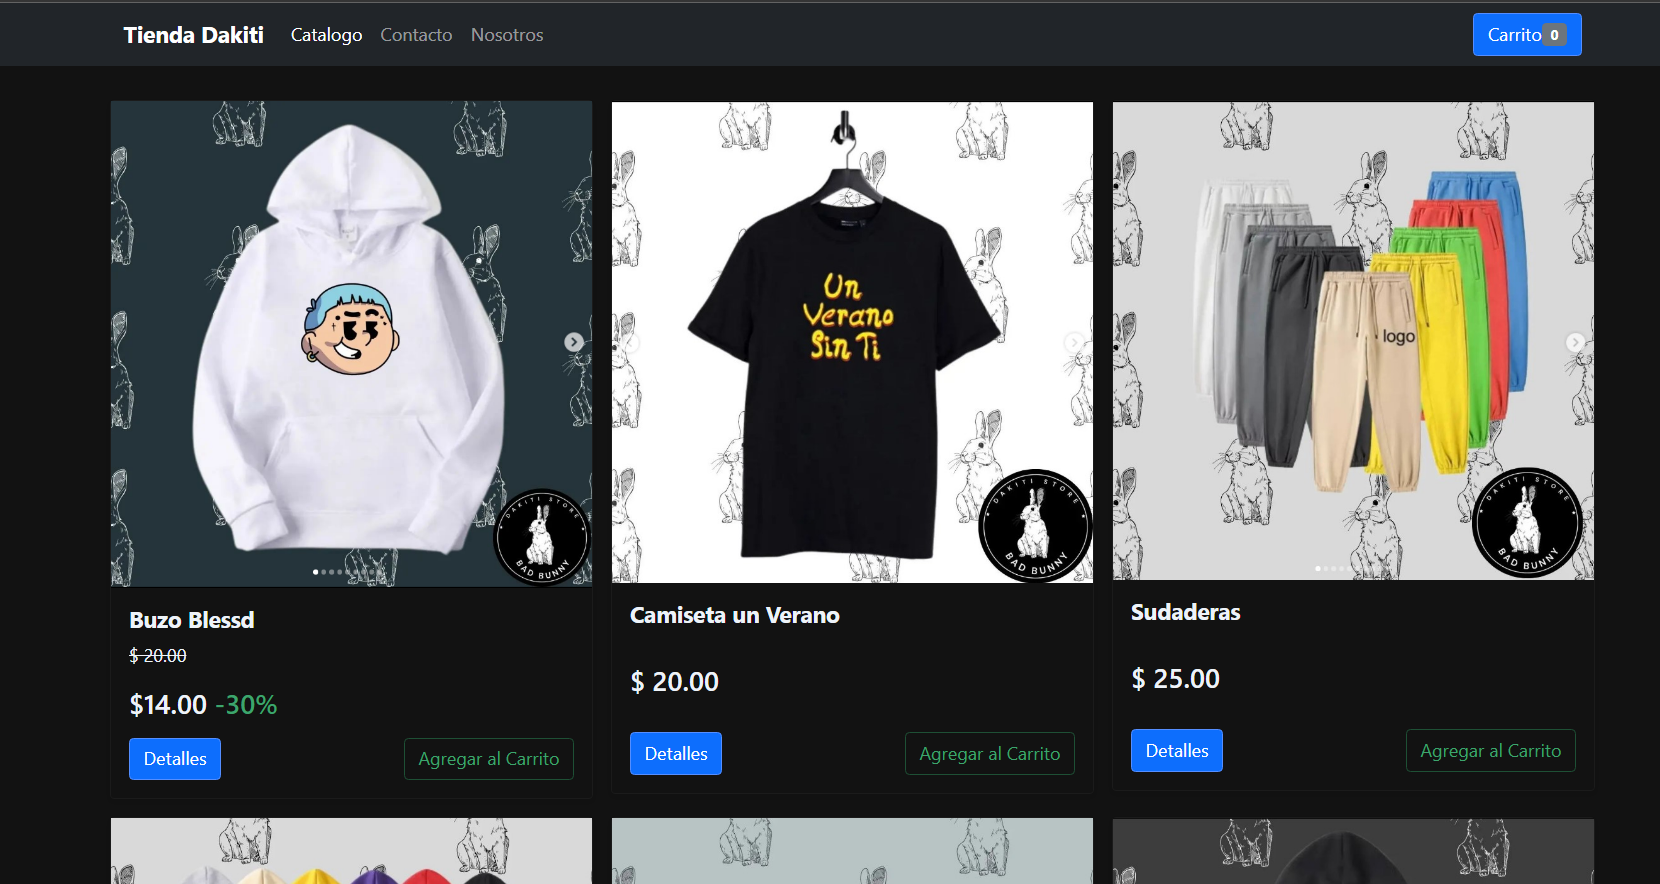 Tienda Dakiti Catalogo Contacto Nosotros Carrito 0
DAKITI STORE
BAD BUNNY
Un
Verano
Sin Ti
DAKITI STORE
BAD BUNNY
logo
DAKITI STORE
BAD BUNNY
Buzo Blessd
$ 20.00
$14.00 -30%
Detalles Agregar al Carrito
Camiseta un Verano
$ 20.00
Detalles Agregar al Carrito
Sudaderas
$ 25.00
Detalles Agregar al Carrito